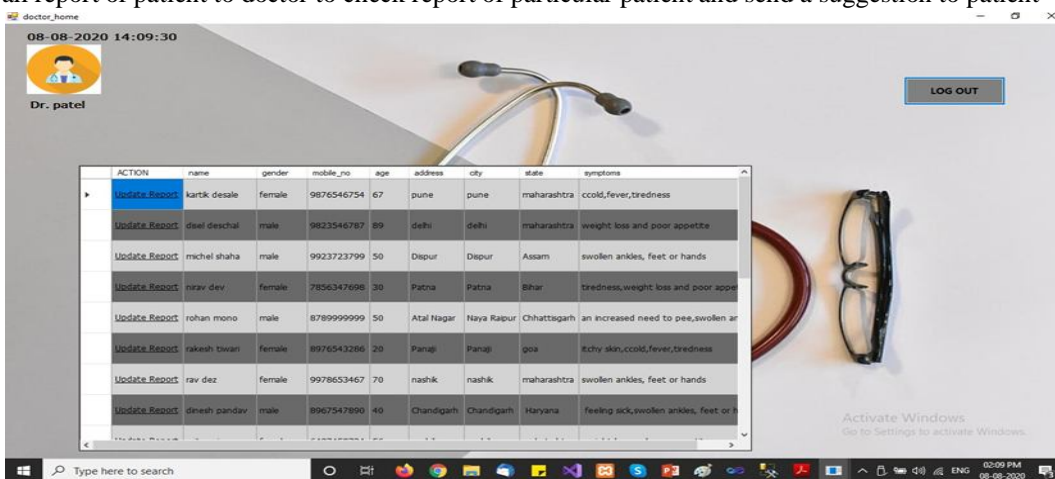 an report of patient to doctor to check report of particular patient and send a suggestion to patient
doctor_home
08-08-2020 14:09:30
Dr. patel
LOG OUT
ACTION name gender mobile_no age address city state symptoms
Update Report kartik desale female 9876546754 67 pune pune maharashtra ccold,fever,tiredness
Update Report disel deschal male 9823546787 89 delhi delhi maharashtra weight loss and poor appetite
Update Report michel shaha male 9923723799 50 Dispur Dispur Assam swollen ankles, feet or hands
Update Report nirav dev female 7856347698 30 Patna Patna Bihar tiredness,weight loss and poor appe
Update Report rohan mono male 8789999999 50 Atal Nagar Naya Raipur Chhattisgarh an increased need to pee,swollen an
Update Report rakesh tiwari female 8976543286 20 Panaji Panaji goa itchy skin,ccold,fever,tiredness
Update Report rav dez female 9978653467 70 nashik nashik maharashtra swollen ankles, feet or hands
Update Report dinesh pandav male 8967547890 40 Chandigarh Chandigarh Haryana feeling sick,swollen ankles, feet or h
Activate Windows
Go to Settings to activate Windows.
Type here to search
ENG
02:09 PM
08-08-2020